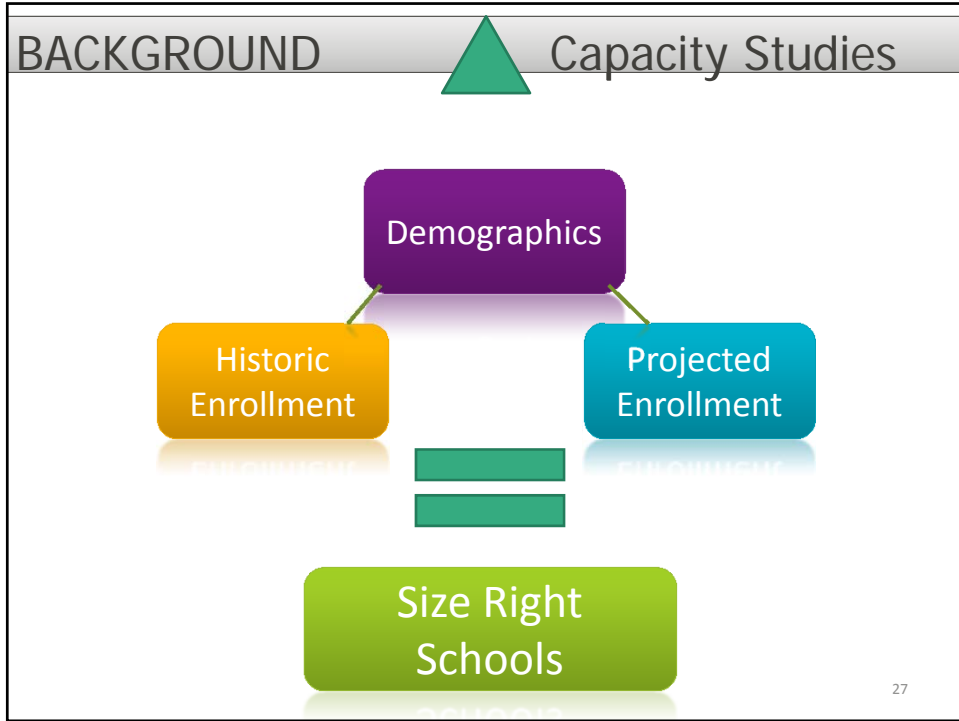 BACKGROUND Capacity Studies
Demographics
Historic
Enrollment
Projected
Enrollment
Size Right
Schools
27